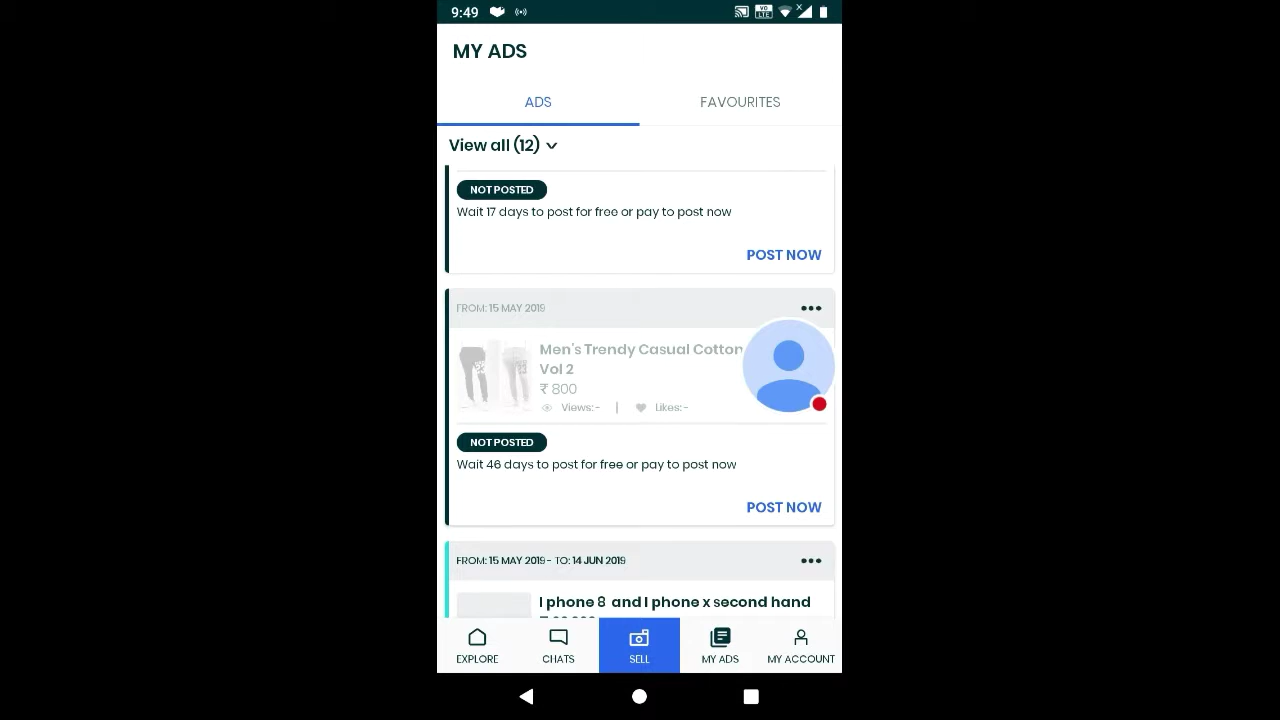 9:49
VO LTE
MY ADS
ADS
FAVOURITES
View all (12)
NOT POSTED
Wait 17 days to post for free or pay to post now
POST NOW
FROM: 15 MAY 2019
Men's Trendy Casual Cotton
Vol 2
₹ 800
Views:- | Likes:-
NOT POSTED
Wait 46 days to post for free or pay to post now
POST NOW
FROM: 15 MAY 2019 - TO: 14 JUN 2019
I phone 8 and I phone x second hand
EXPLORE
CHATS
SELL
MY ADS
MY ACCOUNT